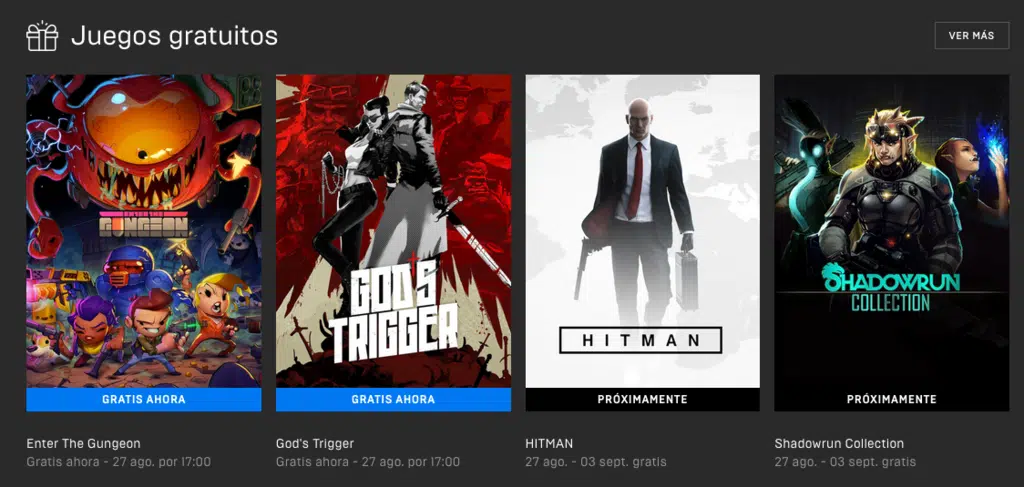 Juegos gratuitos
VER MÁS
ENTER THE
GUNGEON
GOD'S
TRIGGER
HITMAN
SHADOWRUN
COLLECTION
GRATIS AHORA
GRATIS AHORA
PRÓXIMAMENTE
PRÓXIMAMENTE
Enter The Gungeon
God's Trigger
HITMAN
Shadowrun Collection
Gratis ahora - 27 ago. por 17:00
Gratis ahora - 27 ago. por 17:00
27 ago. - 03 sept. gratis
27 ago. - 03 sept. gratis